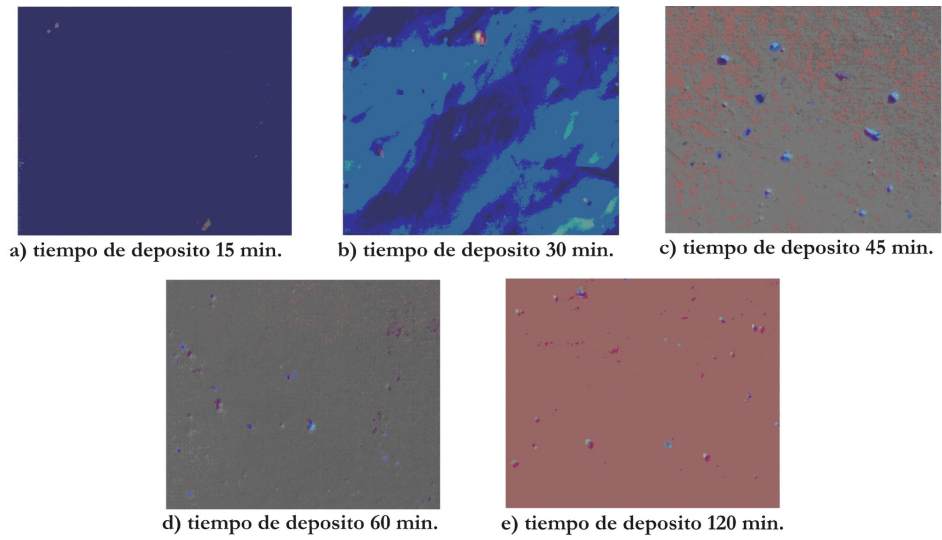 a) tiempo de deposito 15 min.
b) tiempo de deposito 30 min.
c) tiempo de deposito 45 min.
d) tiempo de deposito 60 min.
e) tiempo de deposito 120 min.